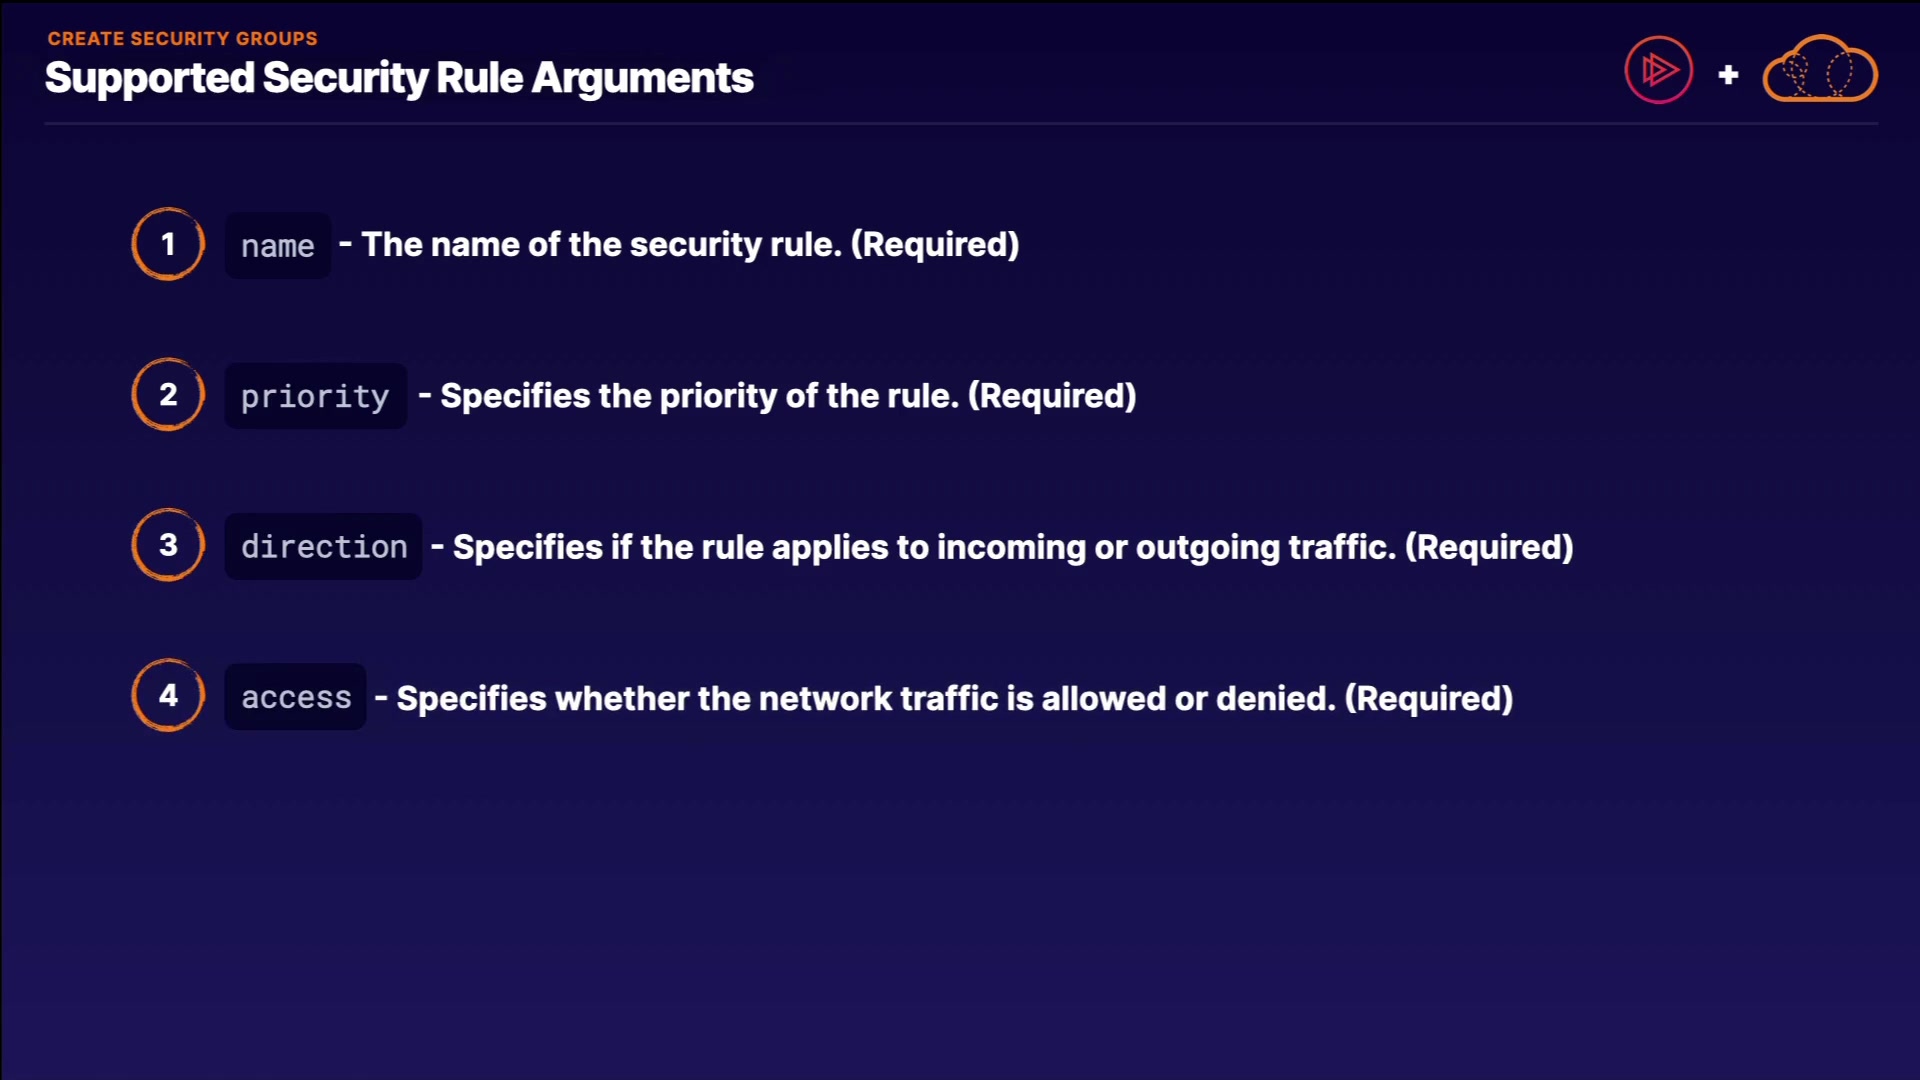 CREATE SECURITY GROUPS
Supported Security Rule Arguments
+
1 name - The name of the security rule. (Required)
2 priority - Specifies the priority of the rule. (Required)
3 direction - Specifies if the rule applies to incoming or outgoing traffic. (Required)
4 access - Specifies whether the network traffic is allowed or denied. (Required)